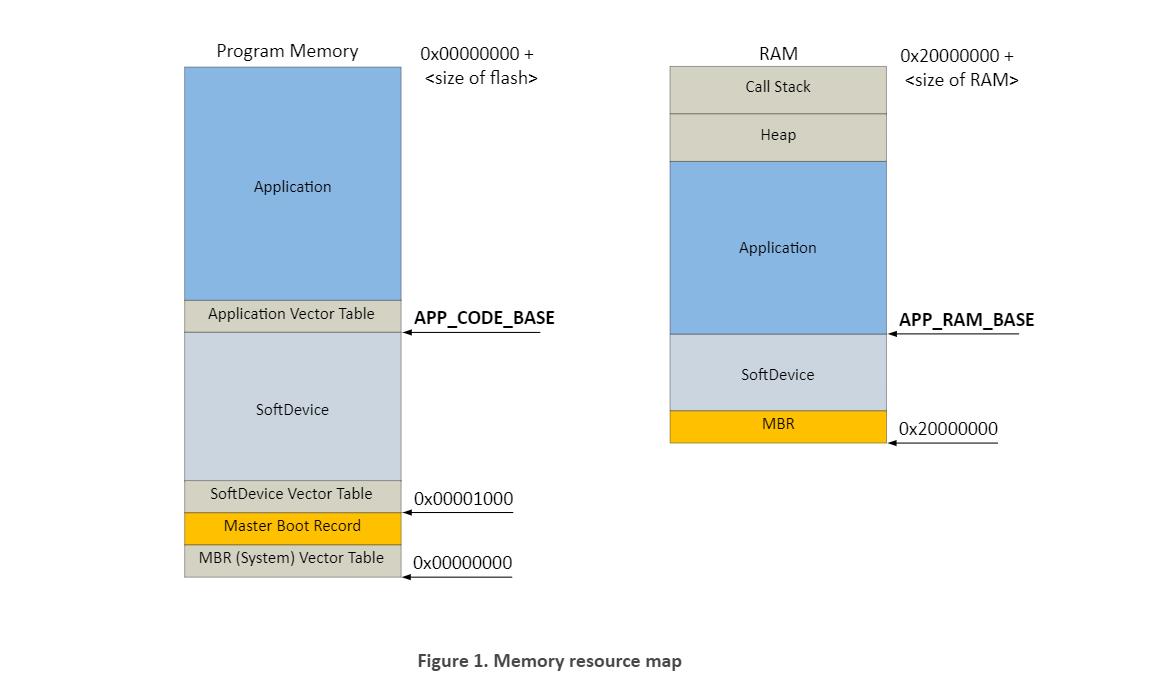 Program Memory
0x00000000 +
<size of flash>
Application
Application Vector Table
APP_CODE_BASE
SoftDevice
SoftDevice Vector Table
0x00001000
Master Boot Record
MBR (System) Vector Table
0x00000000
RAM
0x20000000 +
<size of RAM>
Call Stack
Heap
Application
APP_RAM_BASE
SoftDevice
MBR
0x20000000
Figure 1. Memory resource map